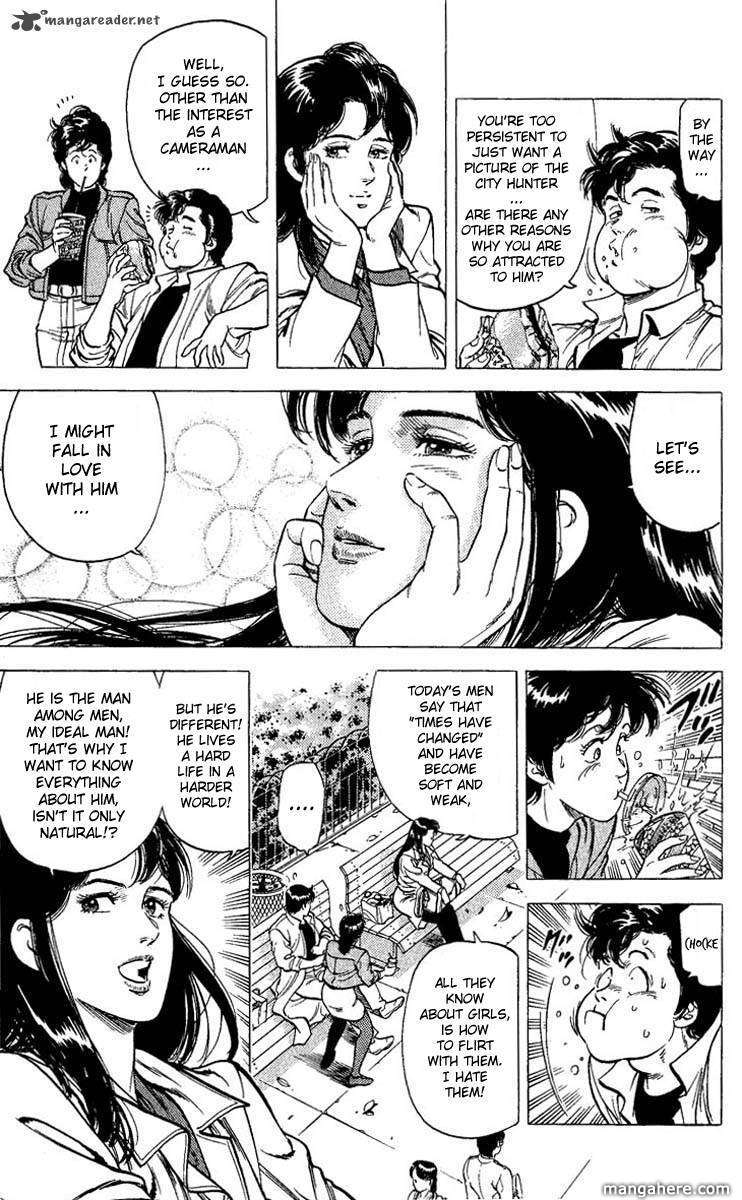 mangareader.net
BY
THE
WAY...
YOU'RE TOO
PERSISTENT TO
JUST WANT A
PICTURE OF THE
CITY HUNTER
...
ARE THERE ANY
OTHER REASONS
WHY YOU ARE
SO ATTRACTED
TO HIM?
WELL,
I GUESS SO.
OTHER THAN
THE INTEREST
AS A
CAMERAMAN
...
LET'S
SEE...
I MIGHT
FALL IN
LOVE
WITH HIM
...
CHOCKE
TODAY'S MEN
SAY THAT
"TIMES HAVE
CHANGED"
AND HAVE
BECOME
SOFT AND
WEAK,
....
ALL THEY
KNOW
ABOUT GIRLS,
IS HOW
TO FLIRT
WITH THEM.
I HATE
THEM!
BUT HE'S
DIFFERENT!
HE LIVES
A HARD
LIFE IN A
HARDER
WORLD!
HE IS THE MAN
AMONG MEN,
MY IDEAL MAN!
THAT'S WHY I
WANT TO KNOW
EVERYTHING
ABOUT HIM,
ISN'T IT ONLY
NATURAL!?
mangahere.com